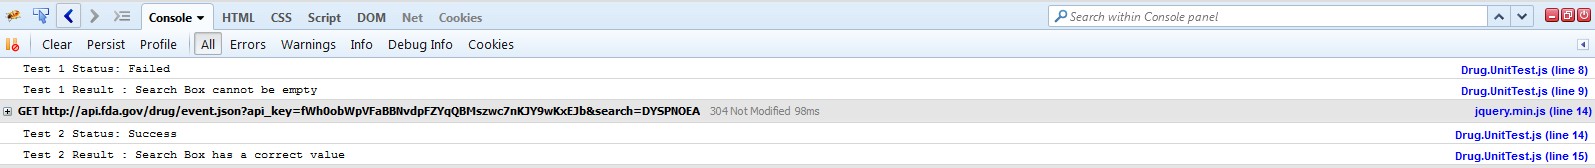 Console HTML CSS Script DOM Net Cookies Search within Console panel
Clear Persist Profile All Errors Warnings Info Debug Info Cookies
Test 1 Status: Failed Drug.UnitTest.js (line 8)
Test 1 Result : Search Box cannot be empty Drug.UnitTest.js (line 9)
GET http://api.fda.gov/drug/event.json?api_key=fWh0obWpVFaBBNvdpFZYqQBMszwc7nKJY9wKxEJb&search=DYSPNOEA 304 Not Modified 98ms jquery.min.js (line 14)
Test 2 Status: Success Drug.UnitTest.js (line 14)
Test 2 Result : Search Box has a correct value Drug.UnitTest.js (line 15)